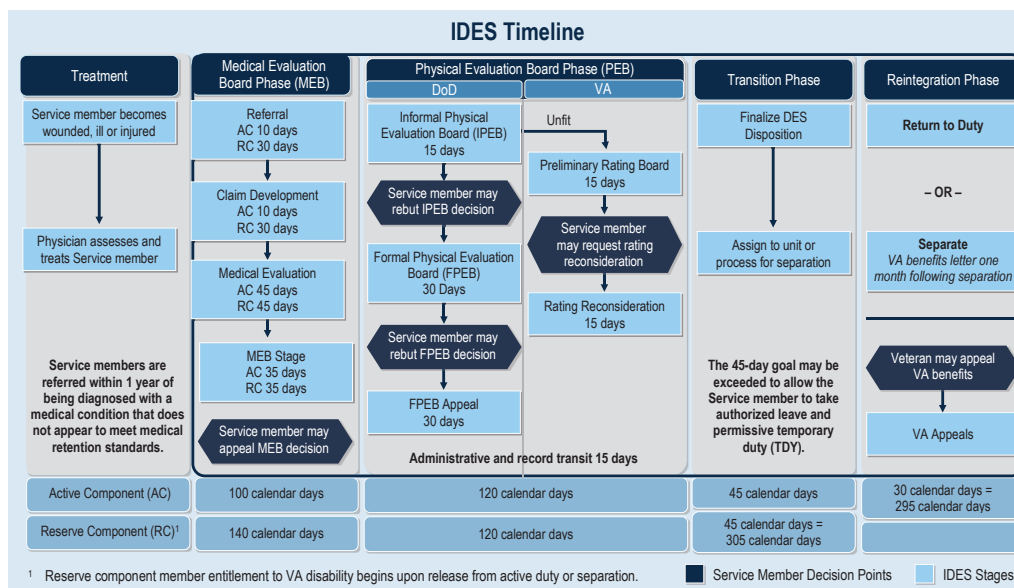 IDES Timeline
Treatment
Service member becomes
wounded, ill or injured
Physician assesses and
treats Service member
Service members are
referred within 1 year of
being diagnosed with a
medical condition that does
not appear to meet medical
retention standards.
Medical Evaluation
Board Phase (MEB)
Referral
AC 10 days
RC 30 days
Claim Development
AC 10 days
RC 30 days
Medical Evaluation
AC 45 days
RC 45 days
MEB Stage
AC 35 days
RC 35 days
Service member may
appeal MEB decision
Physical Evaluation Board Phase (PEB)
DoD
VA
Informal Physical
Evaluation Board (IPEB)
15 days
Unfit
Service member may
rebut IPEB decision
Formal Physical Evaluation
Board (FPEB)
30 Days
Service member may
rebut FPEB decision
FPEB Appeal
30 days
Preliminary Rating Board
15 days
Service member
may request rating
reconsideration
Rating Reconsideration
15 days
Administrative and record transit 15 days
Transition Phase
Finalize DES
Disposition
Assign to unit or
process for separation
The 45-day goal may be
exceeded to allow the
Service member to take
authorized leave and
permissive temporary
duty (TDY).
Reintegration Phase
Return to Duty
– OR –
Separate
VA benefits letter one
month following separation
Veteran may appeal
VA benefits
VA Appeals
Active Component (AC)
100 calendar days
120 calendar days
45 calendar days
30 calendar days =
295 calendar days
Reserve Component (RC)¹
140 calendar days
120 calendar days
45 calendar days =
305 calendar days
¹ Reserve component member entitlement to VA disability begins upon release from active duty or separation.
Service Member Decision Points
IDES Stages